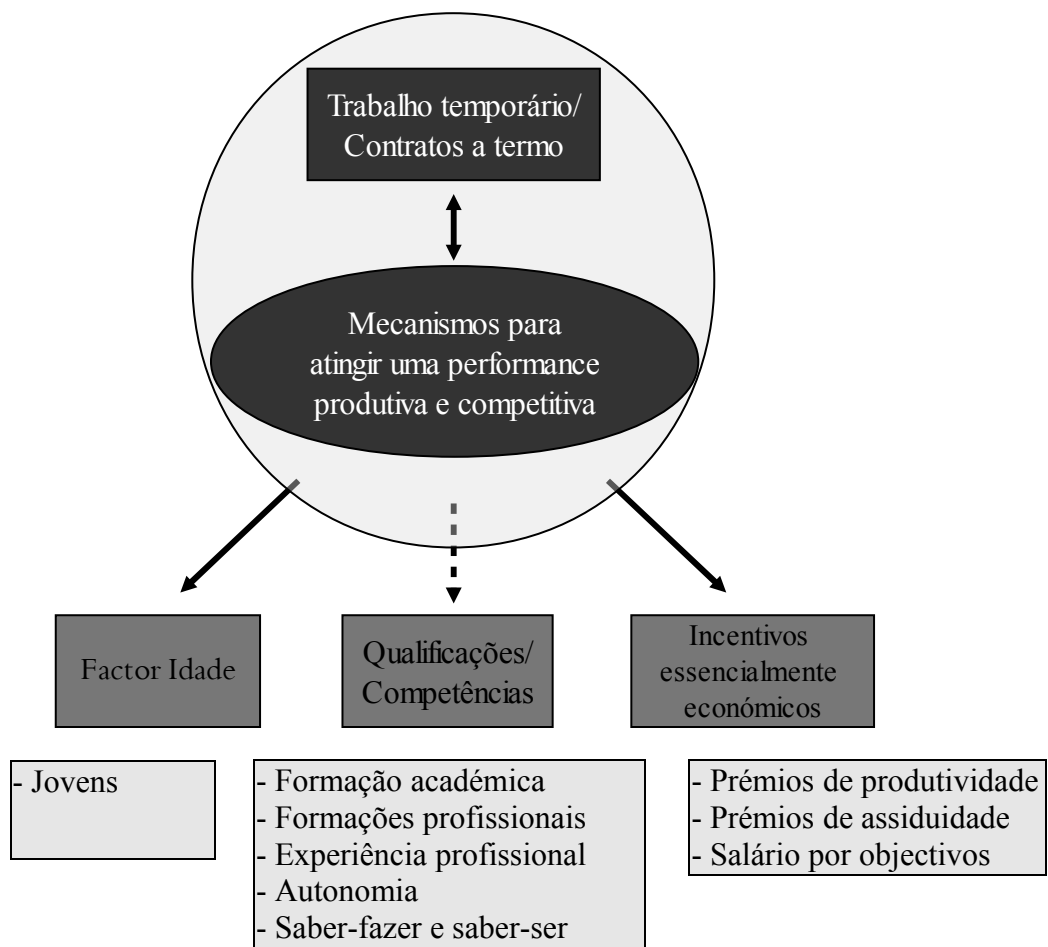 Trabalho temporário/
Contratos a termo
Mecanismos para
atingir uma performance
produtiva e competitiva
Factor Idade
Qualificações/
Competências
Incentivos
essencialmente
económicos
- Jovens
- Formação académica
- Formações profissionais
- Experiência profissional
- Autonomia
- Saber-fazer e saber-ser
- Prémios de produtividade
- Prémios de assiduidade
- Salário por objectivos